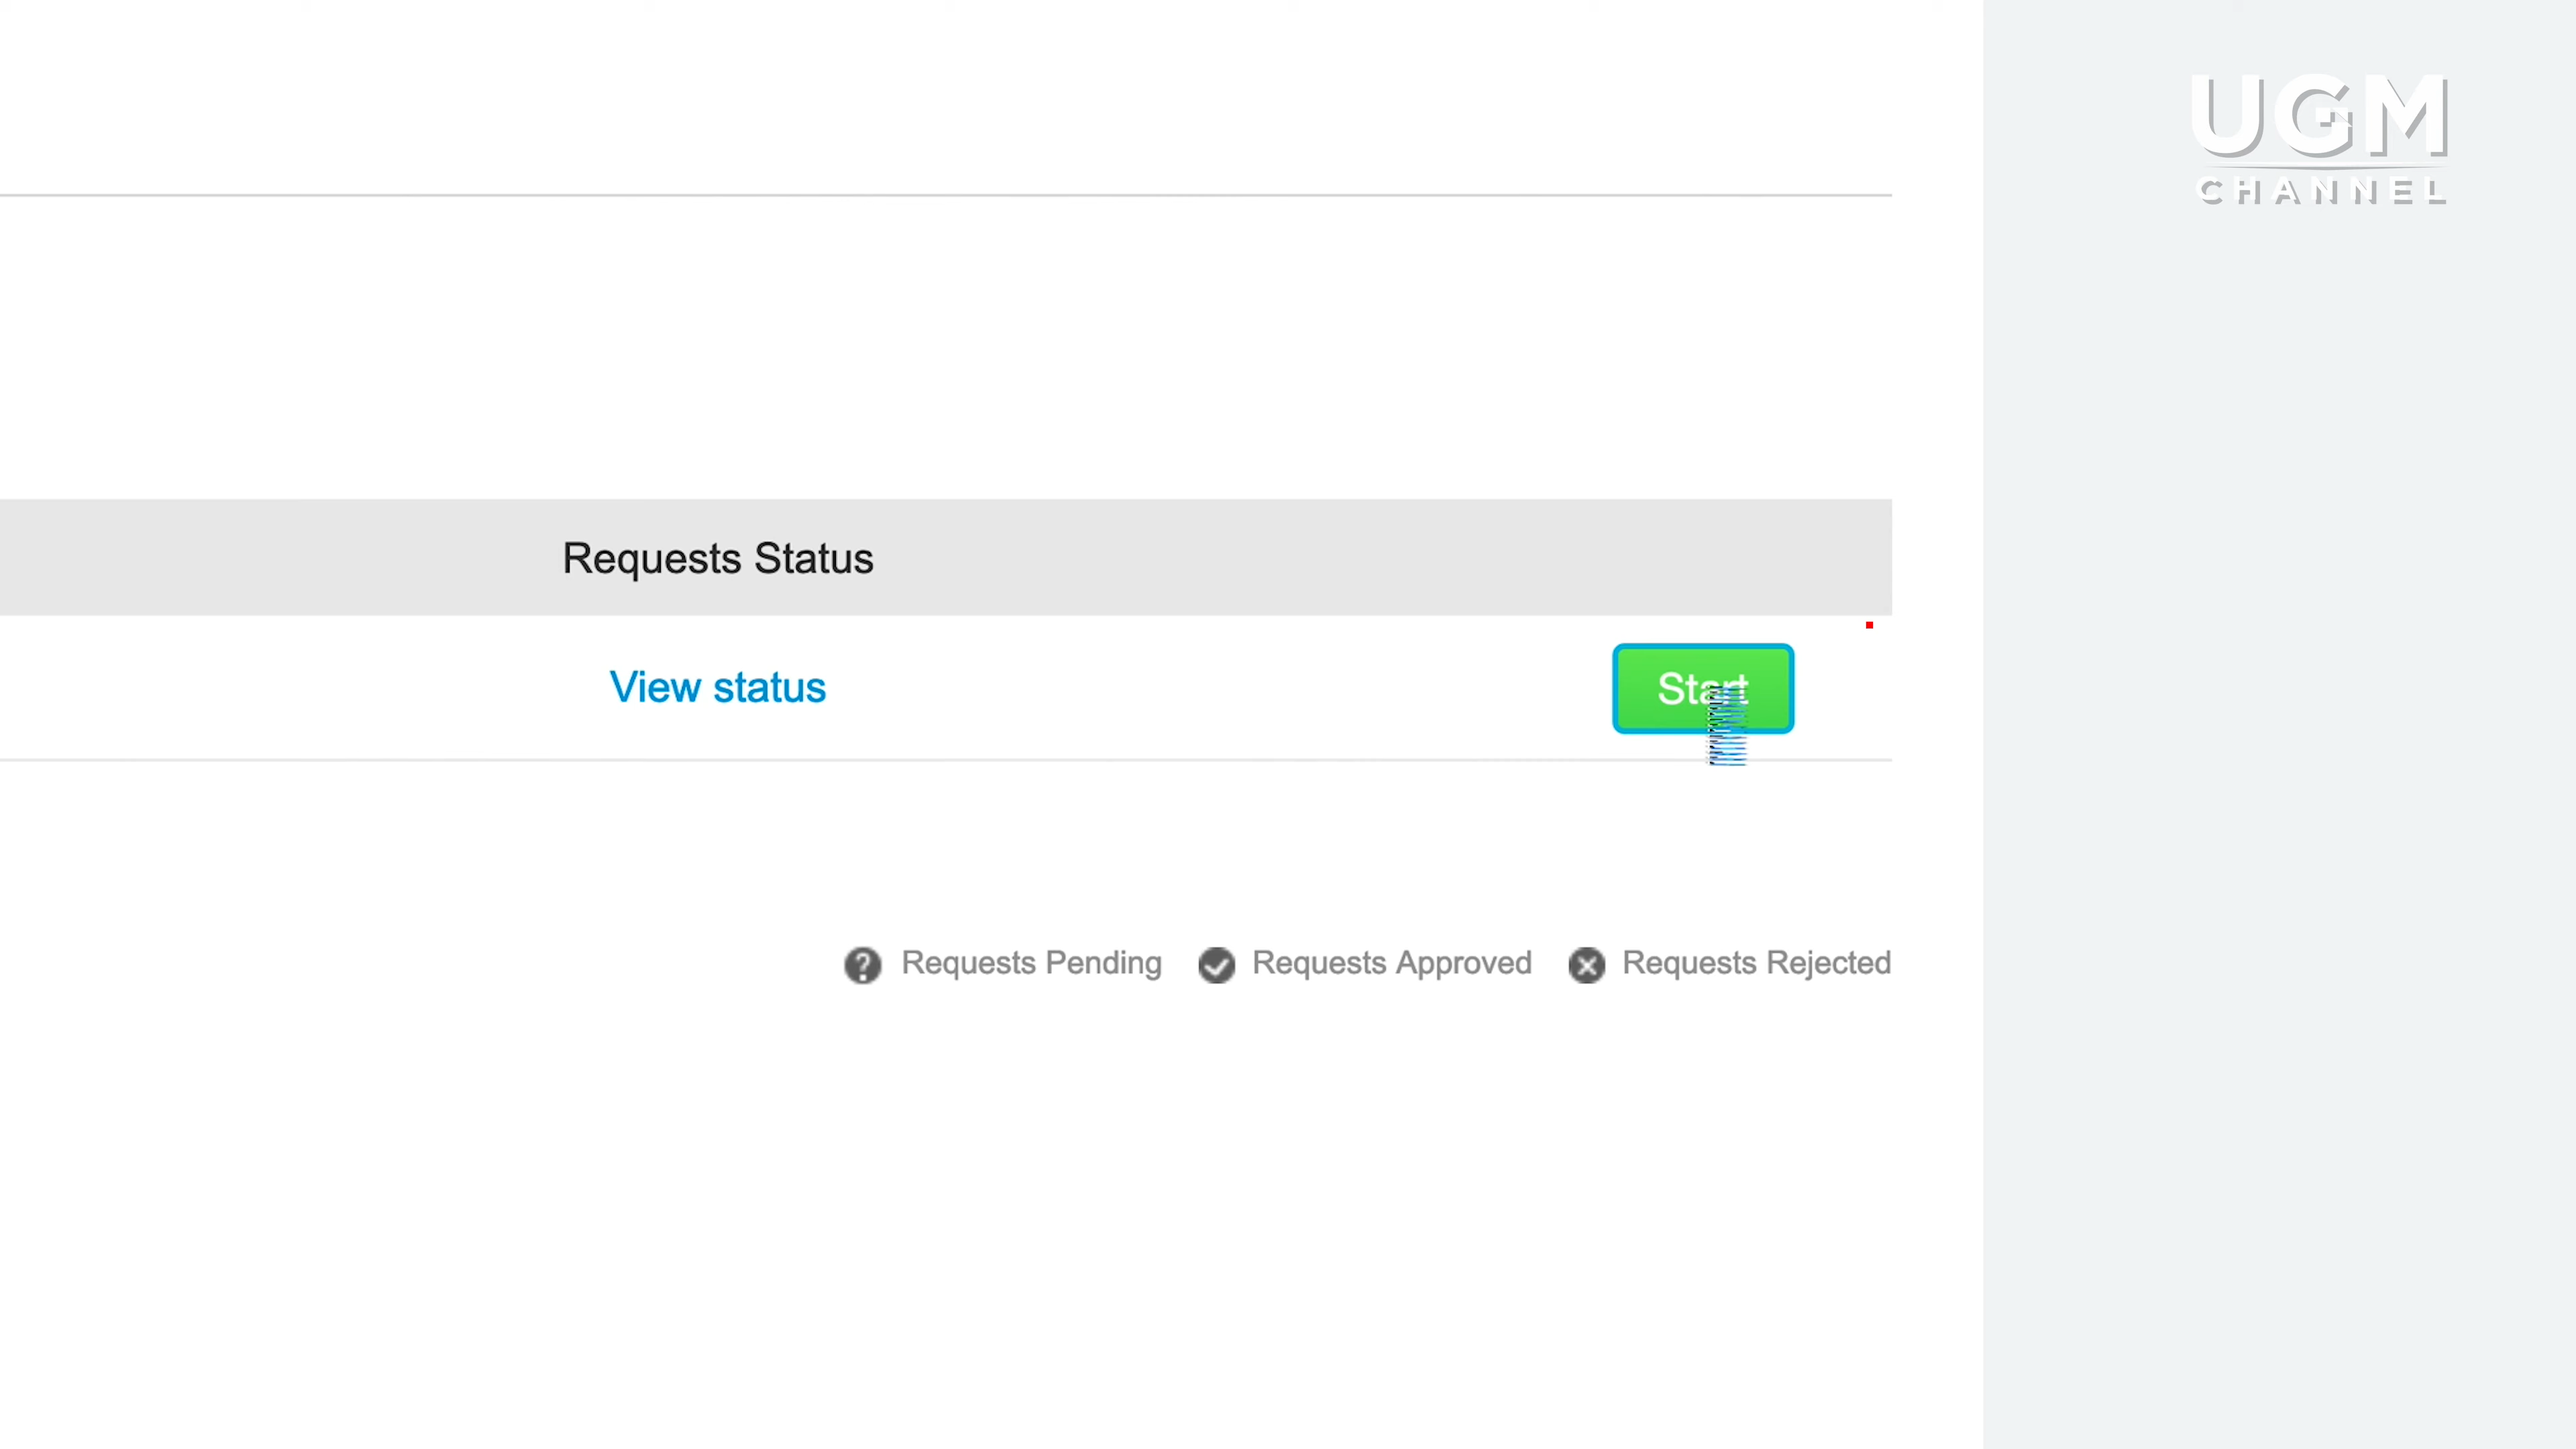 UGM
CHANNEL
Requests Status
View status
Start
Requests Pending
Requests Approved
Requests Rejected